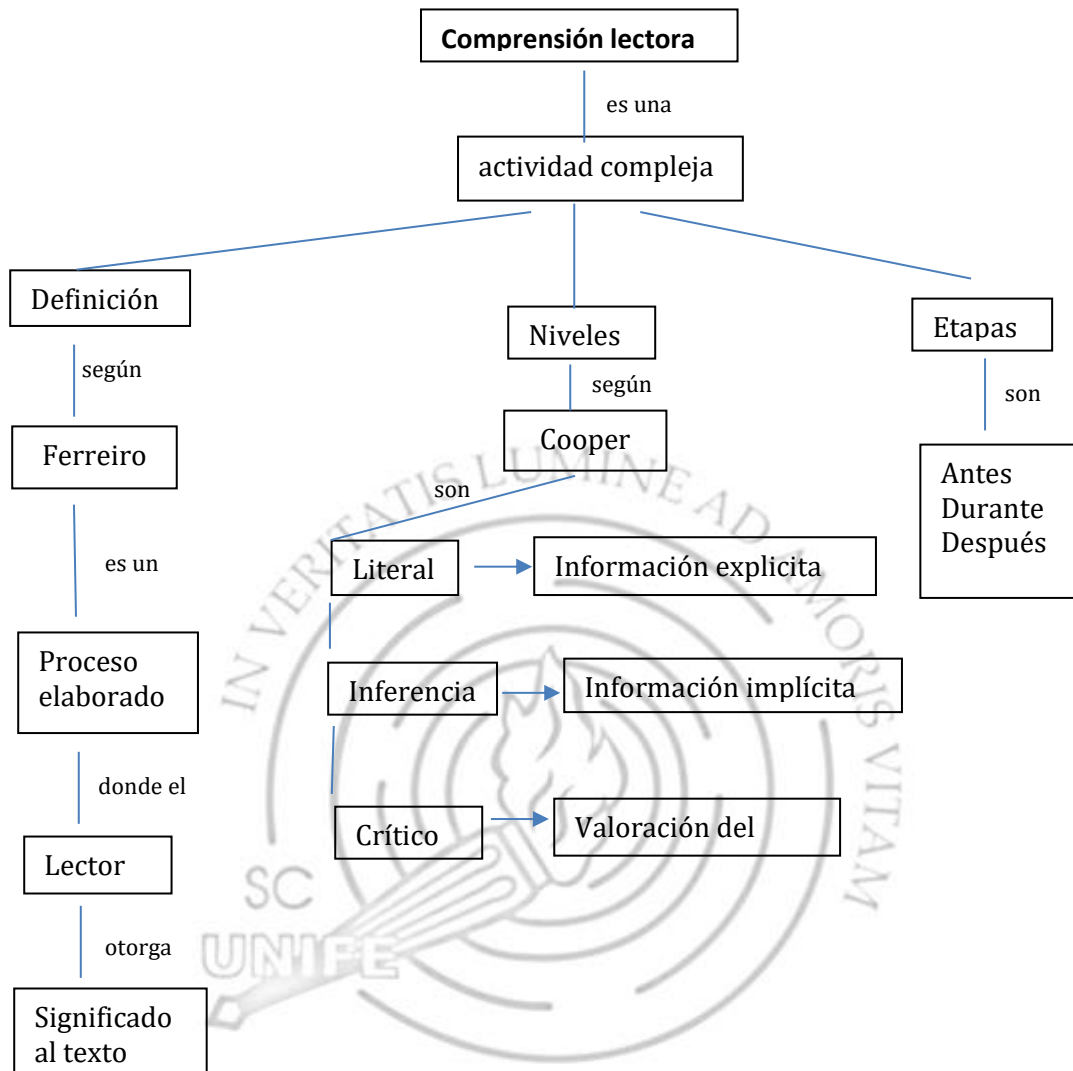 Comprensión lectora
es una
actividad compleja
Definición
Niveles
Etapas
según
según
son
Ferreiro
Cooper
Antes
Durante
Después
son
es un
Literal
Información explicita
Proceso
elaborado
Inferencia
Información implícita
donde el
Crítico
Valoración del
Lector
otorga
Significado
al texto
IN VERITATIS LUMINE AD AMORIS VITAM
SC
UNIFE